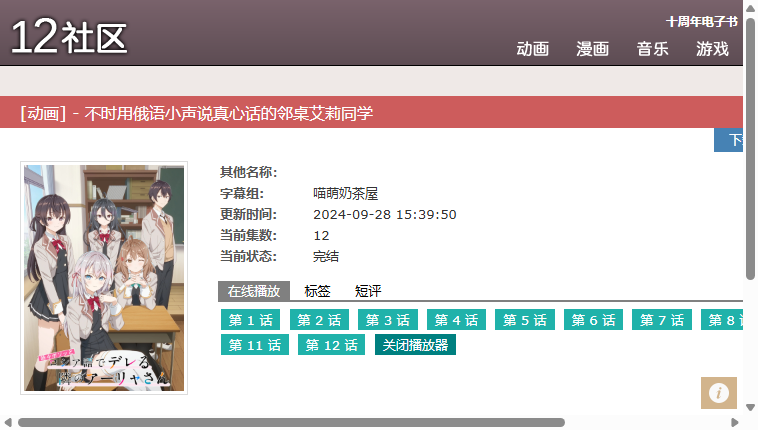 12社区
十周年电子书
动画 漫画 音乐 游戏
[动画] - 不时用俄语小声说真心话的邻桌艾莉同学
下
其他名称:
字幕组: 喵萌奶茶屋
更新时间: 2024-09-28 15:39:50
当前集数: 12
当前状态: 完结
在线播放 标签 短评
第 1 话 第 2 话 第 3 话 第 4 话 第 5 话 第 6 话 第 7 话 第 8
第 11 话 第 12 话 关闭播放器
ロシア語でデレる
アーリャさん
i